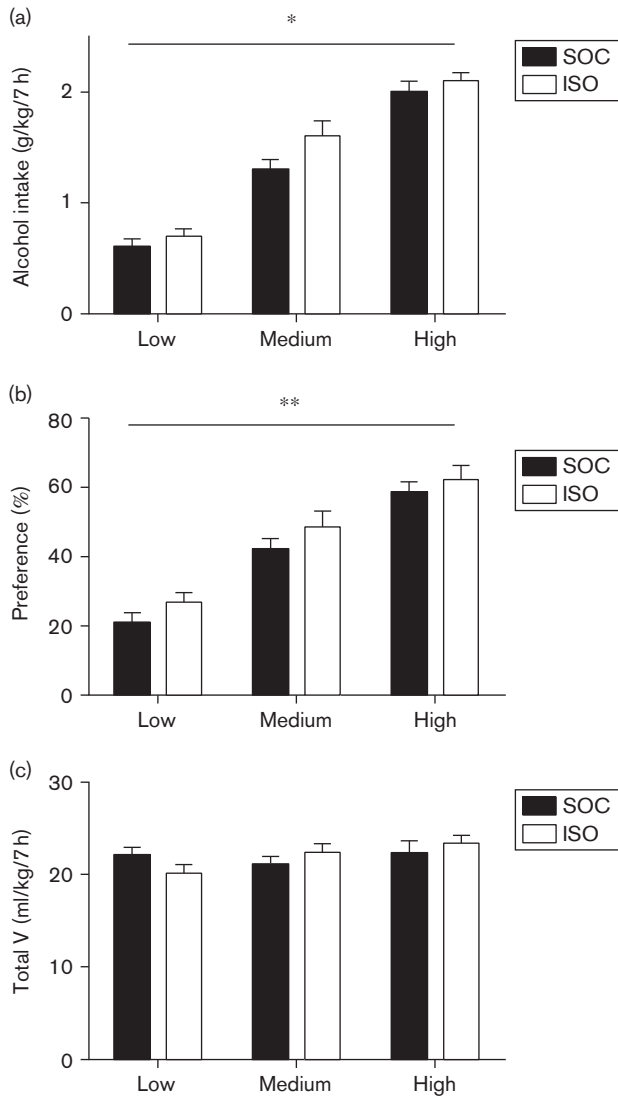 (a)
*
SOC
ISO
Alcohol intake (g/kg/7 h)
2
1
0
Low Medium High
(b)
**
SOC
ISO
Preference (%)
80
60
40
20
0
Low Medium High
(c)
SOC
ISO
Total V (ml/kg/7 h)
30
20
10
0
Low Medium High